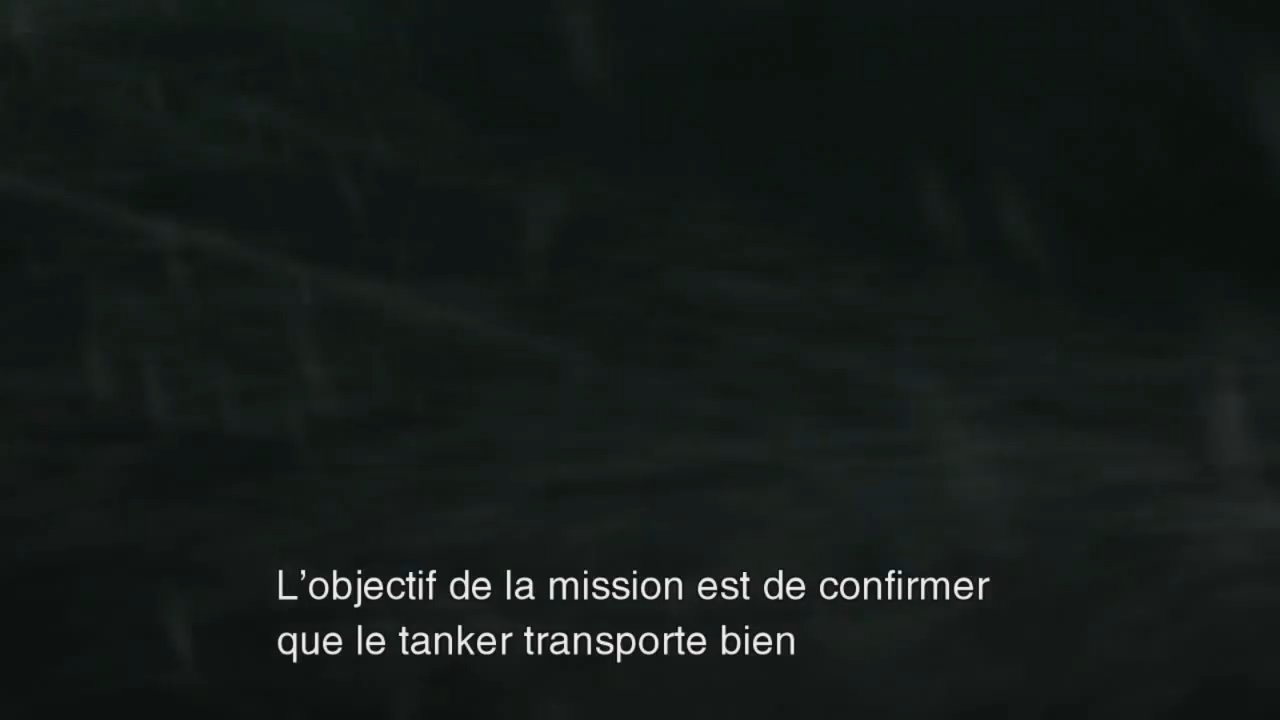 L’objectif de la mission est de confirmer
que le tanker transporte bien